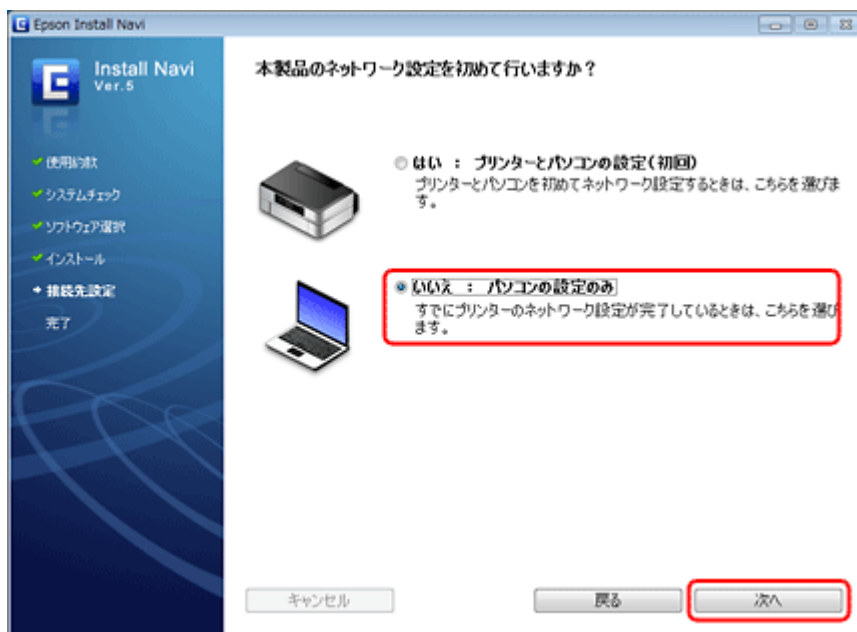 Epson Install Navi
Install Navi
Ver.5
使用約款
システムチェック
ソフトウェア選択
インストール
接続先設定
完了
本製品のネットワーク設定を初めて行いますか？
はい ： プリンターとパソコンの設定(初回)
プリンターとパソコンを初めてネットワーク設定するときは、こちらを選びま
す。
いいえ ： パソコンの設定のみ
すでにプリンターのネットワーク設定が完了しているときは、こちらを選び
ます。
キャンセル
戻る
次へ